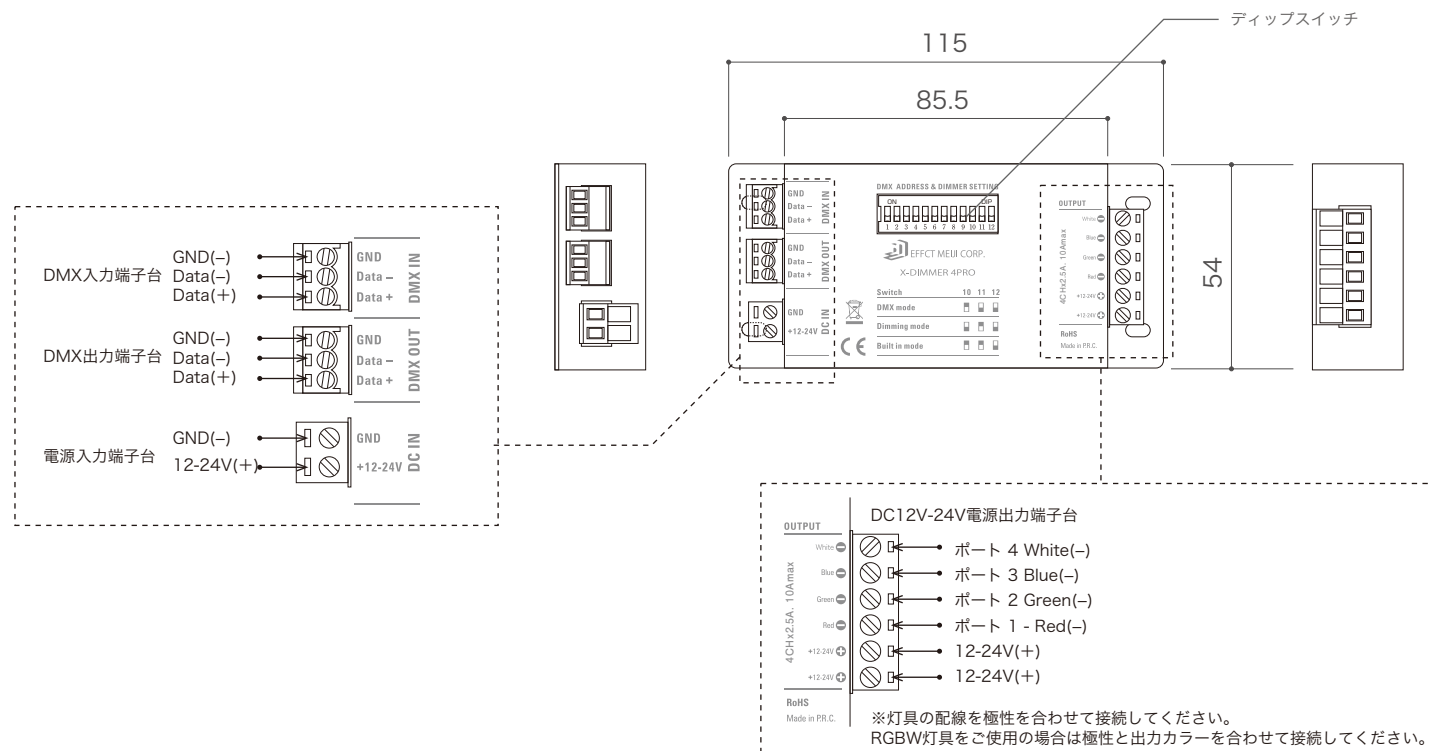 ディップスイッチ
115
85.5
54
DMX ADDRESS & DIMMER SETTING
ON DIP
1 2 3 4 5 6 7 8 9 10 11 12
EFFCT MEIJI CORP.
X-DIMMER 4PRO
Switch 10 11 12
DMX mode
Dimming mode
Built in mode
GND
Data –
Data +
DMX IN
GND
Data –
Data +
DMX OUT
GND
+12-24V
DC IN
OUTPUT
White
Blue
Green
Red
+12-24V
+12-24V
4CHx2.5A. 10Amax
RoHS
Made in P.R.C.
DMX入力端子台
GND(–)
Data(–)
Data(+)
GND
Data –
Data +
DMX IN
DMX出力端子台
GND(–)
Data(–)
Data(+)
GND
Data –
Data +
DMX OUT
電源入力端子台
GND(–)
12-24V(+)
GND
+12-24V
DC IN
DC12V-24V電源出力端子台
OUTPUT
White
Blue
Green
Red
+12-24V
+12-24V
4CHx2.5A. 10Amax
RoHS
Made in P.R.C.
ポート 4 White(–)
ポート 3 Blue(–)
ポート 2 Green(–)
ポート 1 - Red(–)
12-24V(+)
12-24V(+)
※灯具の配線を極性を合わせて接続してください。
RGBW灯具をご使用の場合は極性と出力カラーを合わせて接続してください。